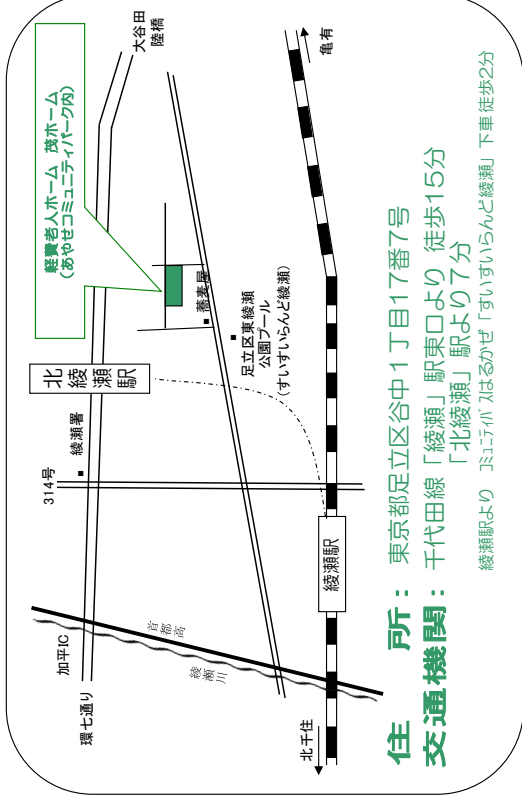 大谷田
陸橋
軽費老人ホーム 茂ホーム
(あやせコミュニティパーク内)
亀有
蕎麦屋
足立区東綾瀬
公園プール
(すいすいらんど綾瀬)
北綾瀬駅
綾瀬署
314号
綾瀬駅
加平IC
首都高
綾瀬川
環七通り
北千住
住 所: 東京都足立区谷中1丁目17番7号
交通機関: 千代田線「綾瀬」駅東口より 徒歩15分
「北綾瀬」駅より7分
綾瀬駅より コミュニティバスはるかぜ「すいすいらんど綾瀬」下車徒歩2分